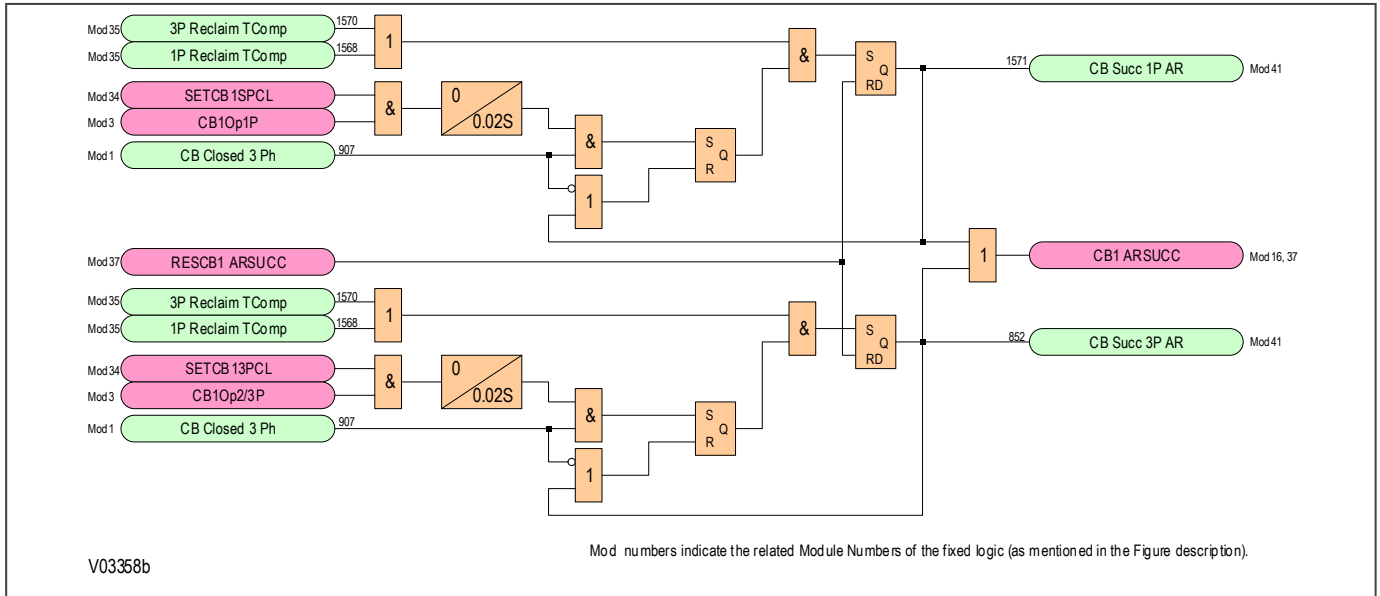 Mod 35 3P Reclaim TComp 1570
Mod 35 1P Reclaim TComp 1568
1
&
S Q RD
1571 CB Succ 1P AR Mod 41
Mod 34 SETCB1SPCL
Mod 3 CB1Op1P
&
0
0.02S
Mod 1 CB Closed 3 Ph 907
&
S Q
R
1
Mod 37 RESCB1 ARSUCC
1
CB1 ARSUCC Mod 16, 37
Mod 35 3P Reclaim TComp 1570
Mod 35 1P Reclaim TComp 1568
1
&
S Q RD
852 CB Succ 3P AR Mod 41
Mod 34 SETCB13PCL
Mod 3 CB1Op2/3P
&
0
0.02S
Mod 1 CB Closed 3 Ph 907
&
S Q
R
1
Mod numbers indicate the related Module Numbers of the fixed logic (as mentioned in the Figure description).
V03358b